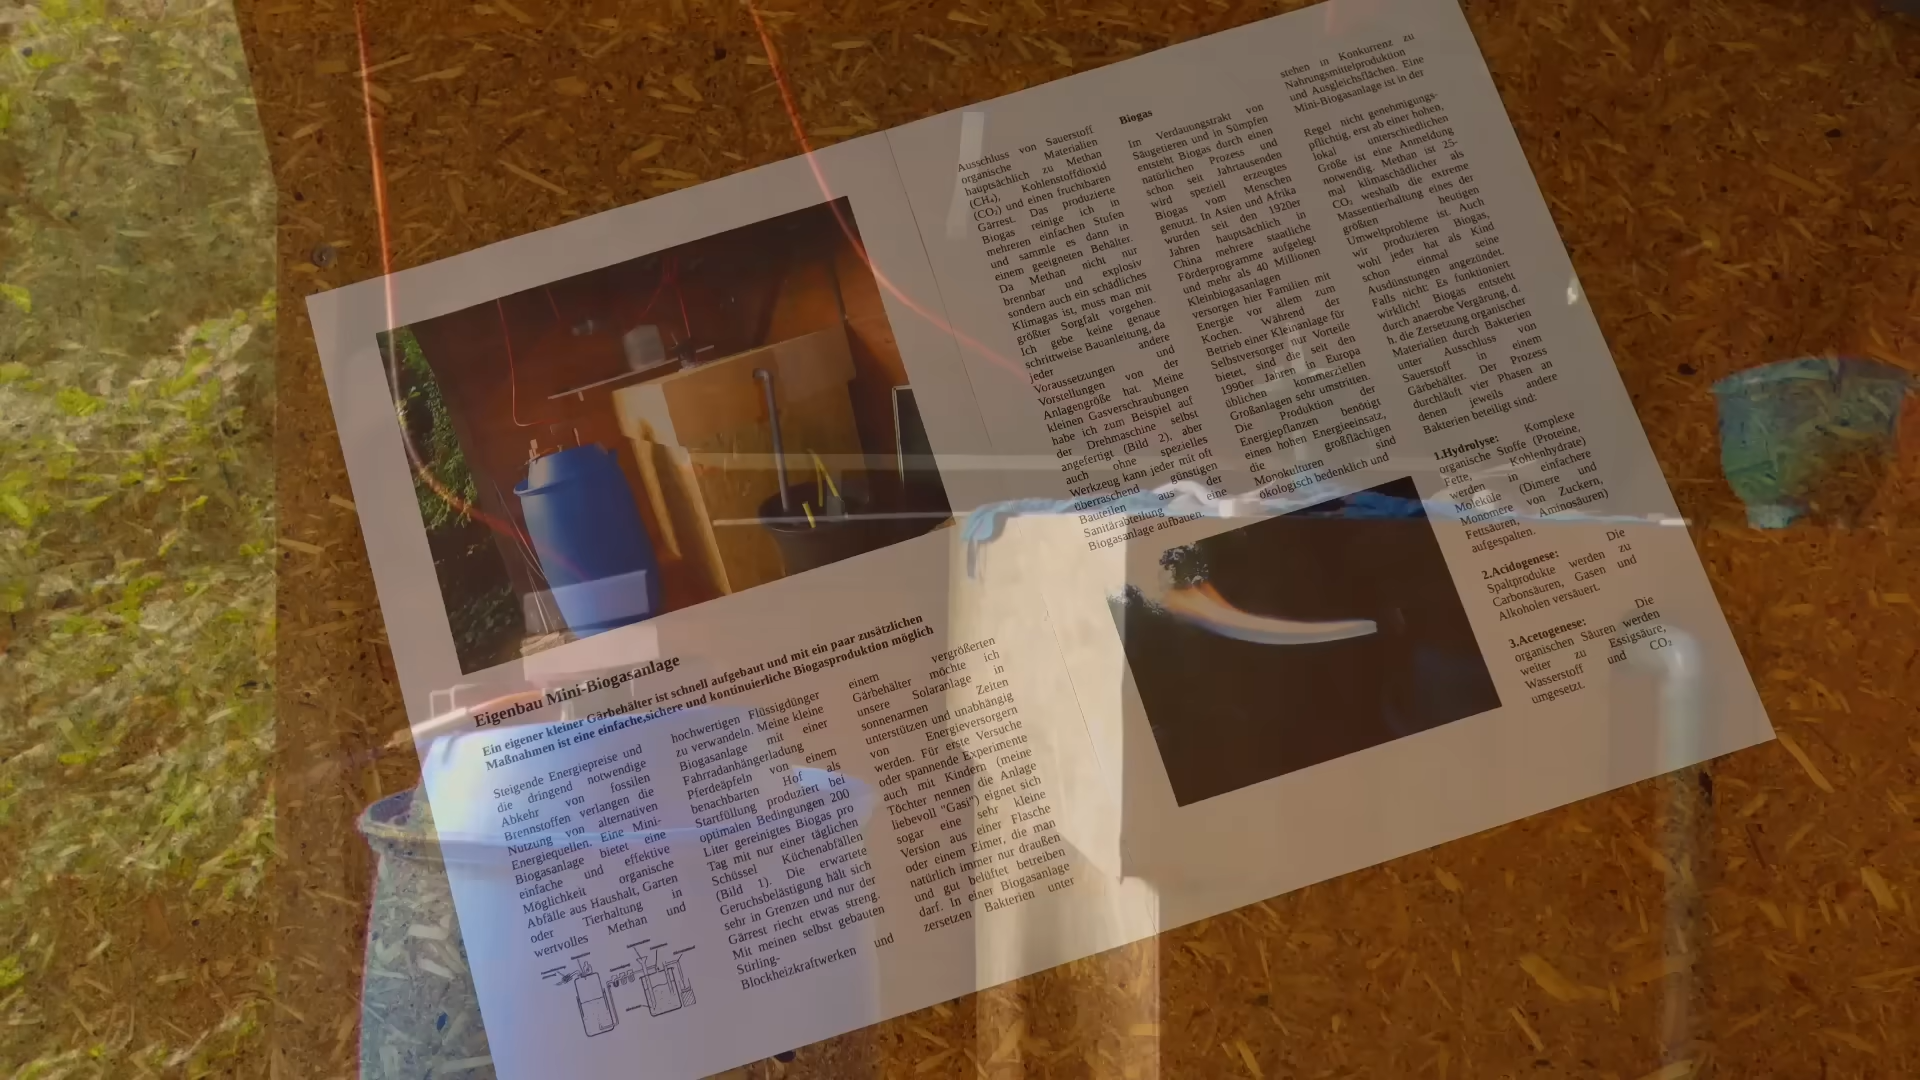 Eigenbau Mini-Biogasanlage
Ein eigener kleiner Gärbehälter ist schnell aufgebaut und mit ein paar zusätzlichen
Maßnahmen ist eine einfache,sichere und kontinuierliche Biogasproduktion möglich
Steigende Energiepreise und
die dringend notwendige
Abkehr von fossilen
Brennstoffen verlangen die
Nutzung von alternativen
Energiequellen. Eine Mini-
Biogasanlage bietet eine
einfache und effektive
Möglichkeit organische
Abfälle aus Haushalt, Garten
oder Tierhaltung in
wertvolles Methan und
hochwertigen Flüssigdünger
zu verwandeln. Meine kleine
Biogasanlage mit einer
Fahrradanhängerladung
Pferdeäpfeln von einem
benachbarten Hof als
Startfüllung produziert bei
optimalen Bedingungen 200
Liter gereinigtes Biogas pro
Tag mit nur einer täglichen
Schüssel Küchenabfällen
(Bild 1). Die erwartete
Geruchsbelästigung hält sich
sehr in Grenzen und nur der
Gärrest riecht etwas streng.
Mit meinen selbst gebauten
Stirling-
Blockheizkraftwerken und
einem vergrößerten
Gärbehälter möchte ich
unsere Solaranlage in
sonnenarmen Zeiten
unterstützen und unabhängig
von Energieversorgern
werden. Für erste Versuche
oder spannende Experimente
auch mit Kindern (meine
Töchter nennen die Anlage
liebevoll "Gasi") eignet sich
sogar eine sehr kleine
Version aus einer Flasche
oder einem Eimer, die man
natürlich immer nur draußen
und gut belüftet betreiben
darf. In einer Biogasanlage
zersetzen Bakterien unter
Ausschluss von Sauerstoff
organische Materialien
hauptsächlich zu Methan
(CH₄), Kohlenstoffdioxid
(CO₂) und einen fruchtbaren
Gärrest. Das produzierte
Biogas reinige ich in
mehreren einfachen Stufen
und sammle es dann in
einem geeigneten Behälter.
Da Methan nicht nur
brennbar und explosiv
sondern auch ein schädliches
Klimagas ist, muss man mit
größter Sorgfalt vorgehen.
Ich gebe keine genaue
schrittweise Bauanleitung, da
jeder andere
Voraussetzungen und
Vorstellungen von der
Anlagengröße hat. Meine
kleinen Gasverschraubungen
habe ich zum Beispiel auf
der Drehmaschine selbst
angefertigt (Bild 2), aber
auch ohne spezielles
Werkzeug kann jeder mit oft
überraschend günstigen
Bauteilen aus der
Sanitärabteilung eine
Biogasanlage aufbauen.
Biogas
Im Verdauungstrakt von
Säugetieren und in Sümpfen
entsteht Biogas durch einen
natürlichen Prozess und
schon seit Jahrtausenden
wird speziell erzeugtes
Biogas vom Menschen
genutzt. In Asien und Afrika
wurden seit den 1920er
Jahren hauptsächlich in
China mehrere staatliche
Förderprogramme aufgelegt
und mehr als 40 Millionen
Kleinbiogasanlagen
versorgen hier Familien mit
Energie vor allem zum
Kochen. Während der
Betrieb einer Kleinanlage für
Selbstversorger nur Vorteile
bietet, sind die seit den
1990er Jahren in Europa
üblichen kommerziellen
Großanlagen sehr umstritten.
Die Produktion der
Energiepflanzen benötigt
einen hohen Energieeinsatz,
die großflächigen
Monokulturen sind
ökologisch bedenklich und
stehen in Konkurrenz zu
Nahrungsmittelproduktion
und Ausgleichsflächen. Eine
Mini-Biogasanlage ist in der
Regel nicht genehmigungs-
pflichtig, erst ab einer hohen,
lokal unterschiedlichen
Größe ist eine Anmeldung
notwendig Methan ist 25-
mal klimaschädlicher als
CO₂ weshalb die extreme
Massentierhaltung eines der
größten heutigen
Umweltprobleme ist. Auch
wir produzieren Biogas,
wohl jeder hat als Kind
schon einmal seine
Ausdünstungen angezündet.
Falls nicht: Es funktioniert
wirklich! Biogas entsteht
durch anaerobe Vergärung, d.
h. die Zersetzung organischer
Materialien durch Bakterien
unter Ausschluss von
Sauerstoff in einem
Gärbehälter. Der Prozess
durchläuft vier Phasen an
denen jeweils andere
Bakterien beteiligt sind:
1.Hydrolyse: Komplexe
organische Stoffe (Proteine,
Fette, Kohlenhydrate)
werden in einfachere
Moleküle (Dimere und
Monomere von Zuckern,
Fettsäuren, Aminosäuren)
aufgespalten.
2.Acidogenese: Die
Spaltprodukte werden zu
Carbonsäuren, Gasen und
Alkoholen versäuert.
3.Acetogenese: Die
organischen Säuren werden
weiter zu Essigsäure,
Wasserstoff und CO₂
umgesetzt.